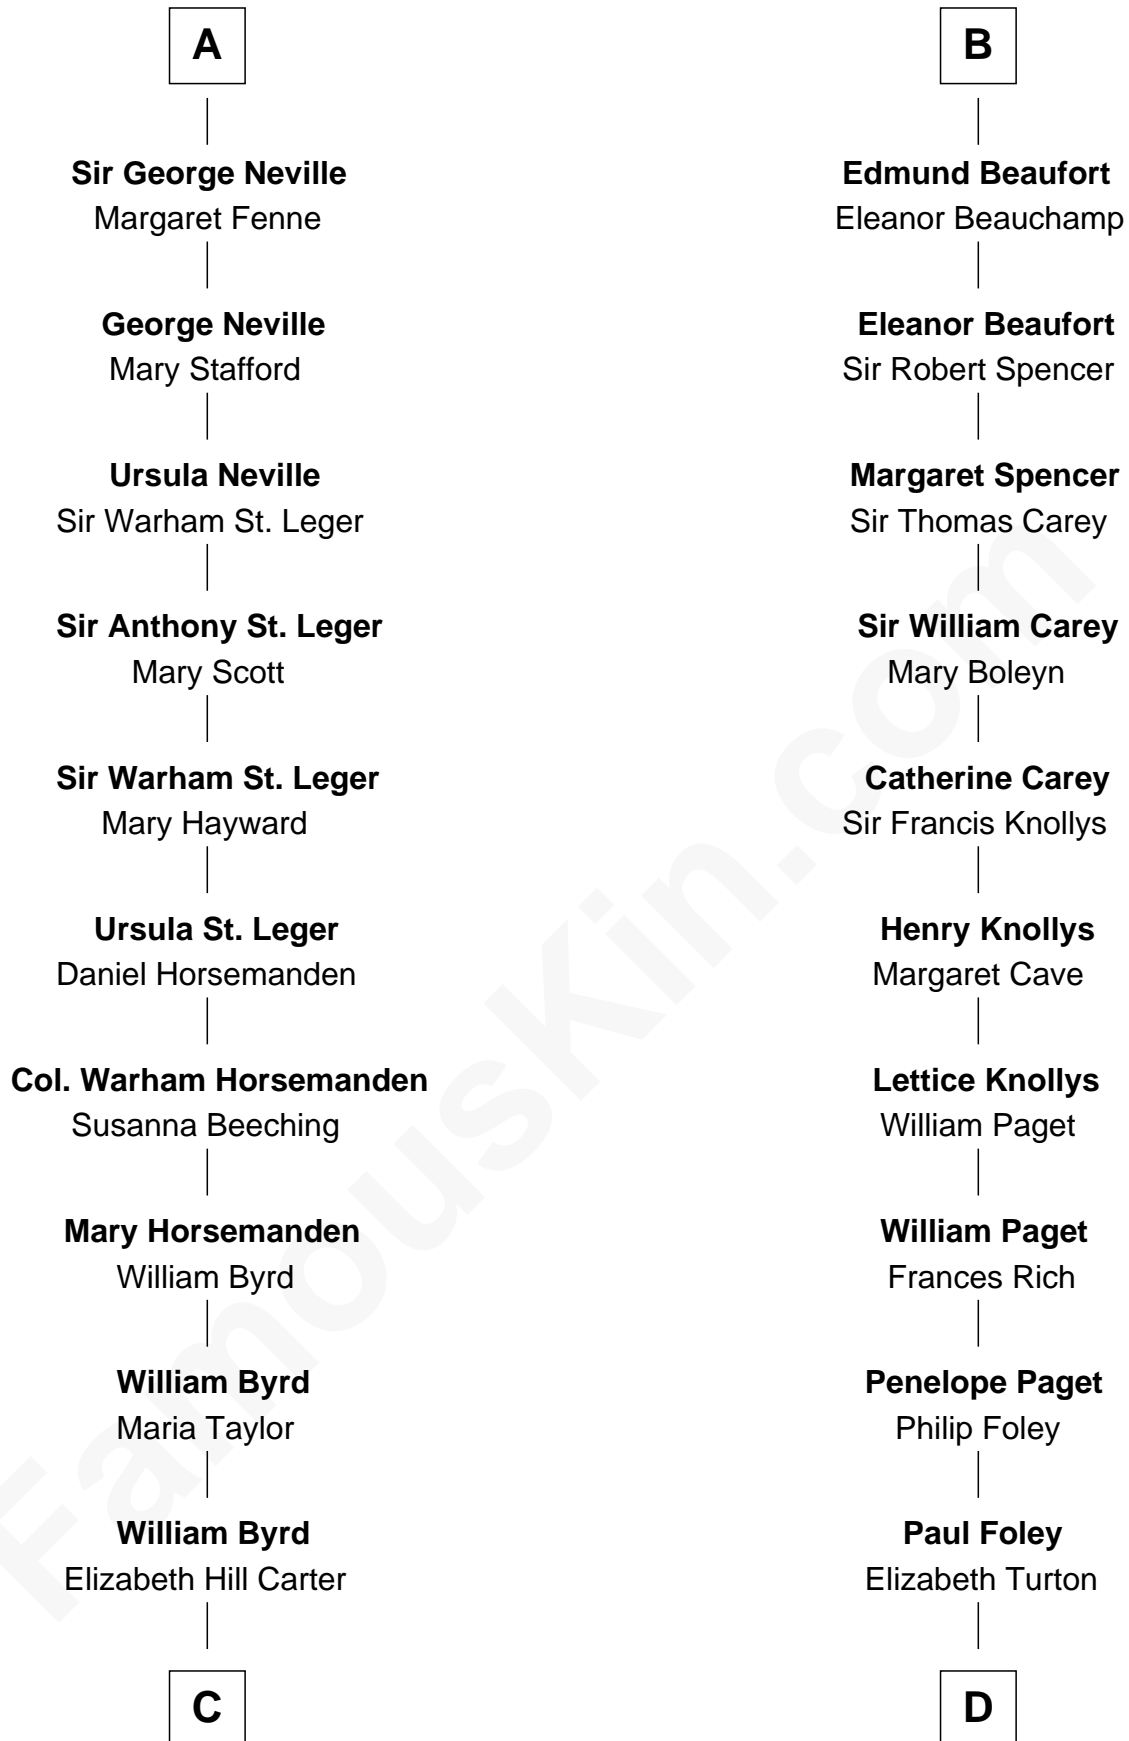 A
Sir George Neville
Margaret Fenne
George Neville
Mary Stafford
Ursula Neville
Sir Warham St. Leger
Sir Anthony St. Leger
Mary Scott
Sir Warham St. Leger
Mary Hayward
Ursula St. Leger
Daniel Horsemanden
Col. Warham Horsemanden
Susanna Beeching
Mary Horsemanden
William Byrd
William Byrd
Maria Taylor
William Byrd
Elizabeth Hill Carter
C
B
Edmund Beaufort
Eleanor Beauchamp
Eleanor Beaufort
Sir Robert Spencer
Margaret Spencer
Sir Thomas Carey
Sir William Carey
Mary Boleyn
Catherine Carey
Sir Francis Knollys
Henry Knollys
Margaret Cave
Lettice Knollys
William Paget
William Paget
Frances Rich
Penelope Paget
Philip Foley
Paul Foley
Elizabeth Turton
D
FamousKin.com